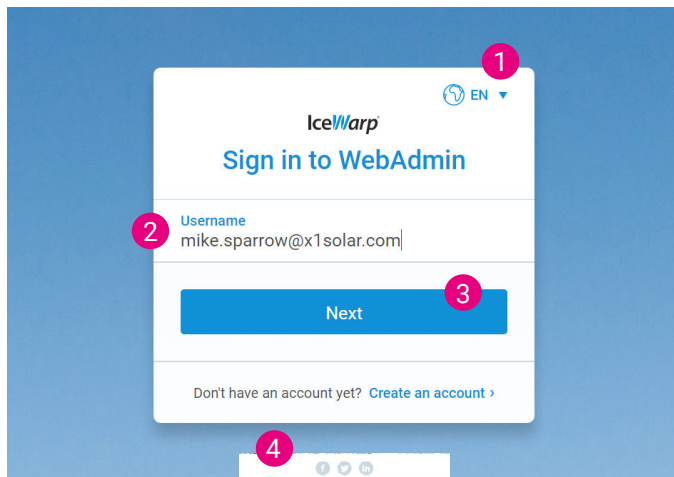 1
EN
IceWarp
Sign in to WebAdmin
Username
2
mike.sparrow@x1solar.com
3
Next
Don't have an account yet? Create an account ›
4